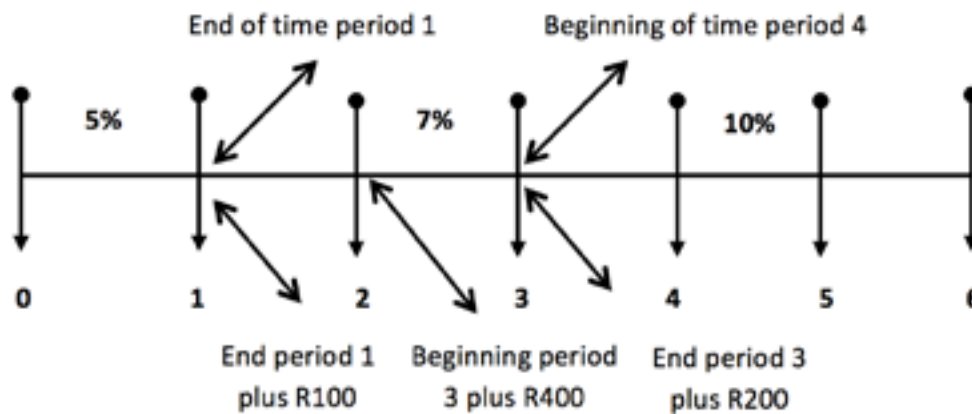 End of time period 1 Beginning of time period 4
5% 7% 10%
0 1 2 3 4 5 6
End period 1 Beginning period End period 3
plus R100 3 plus R400 plus R200